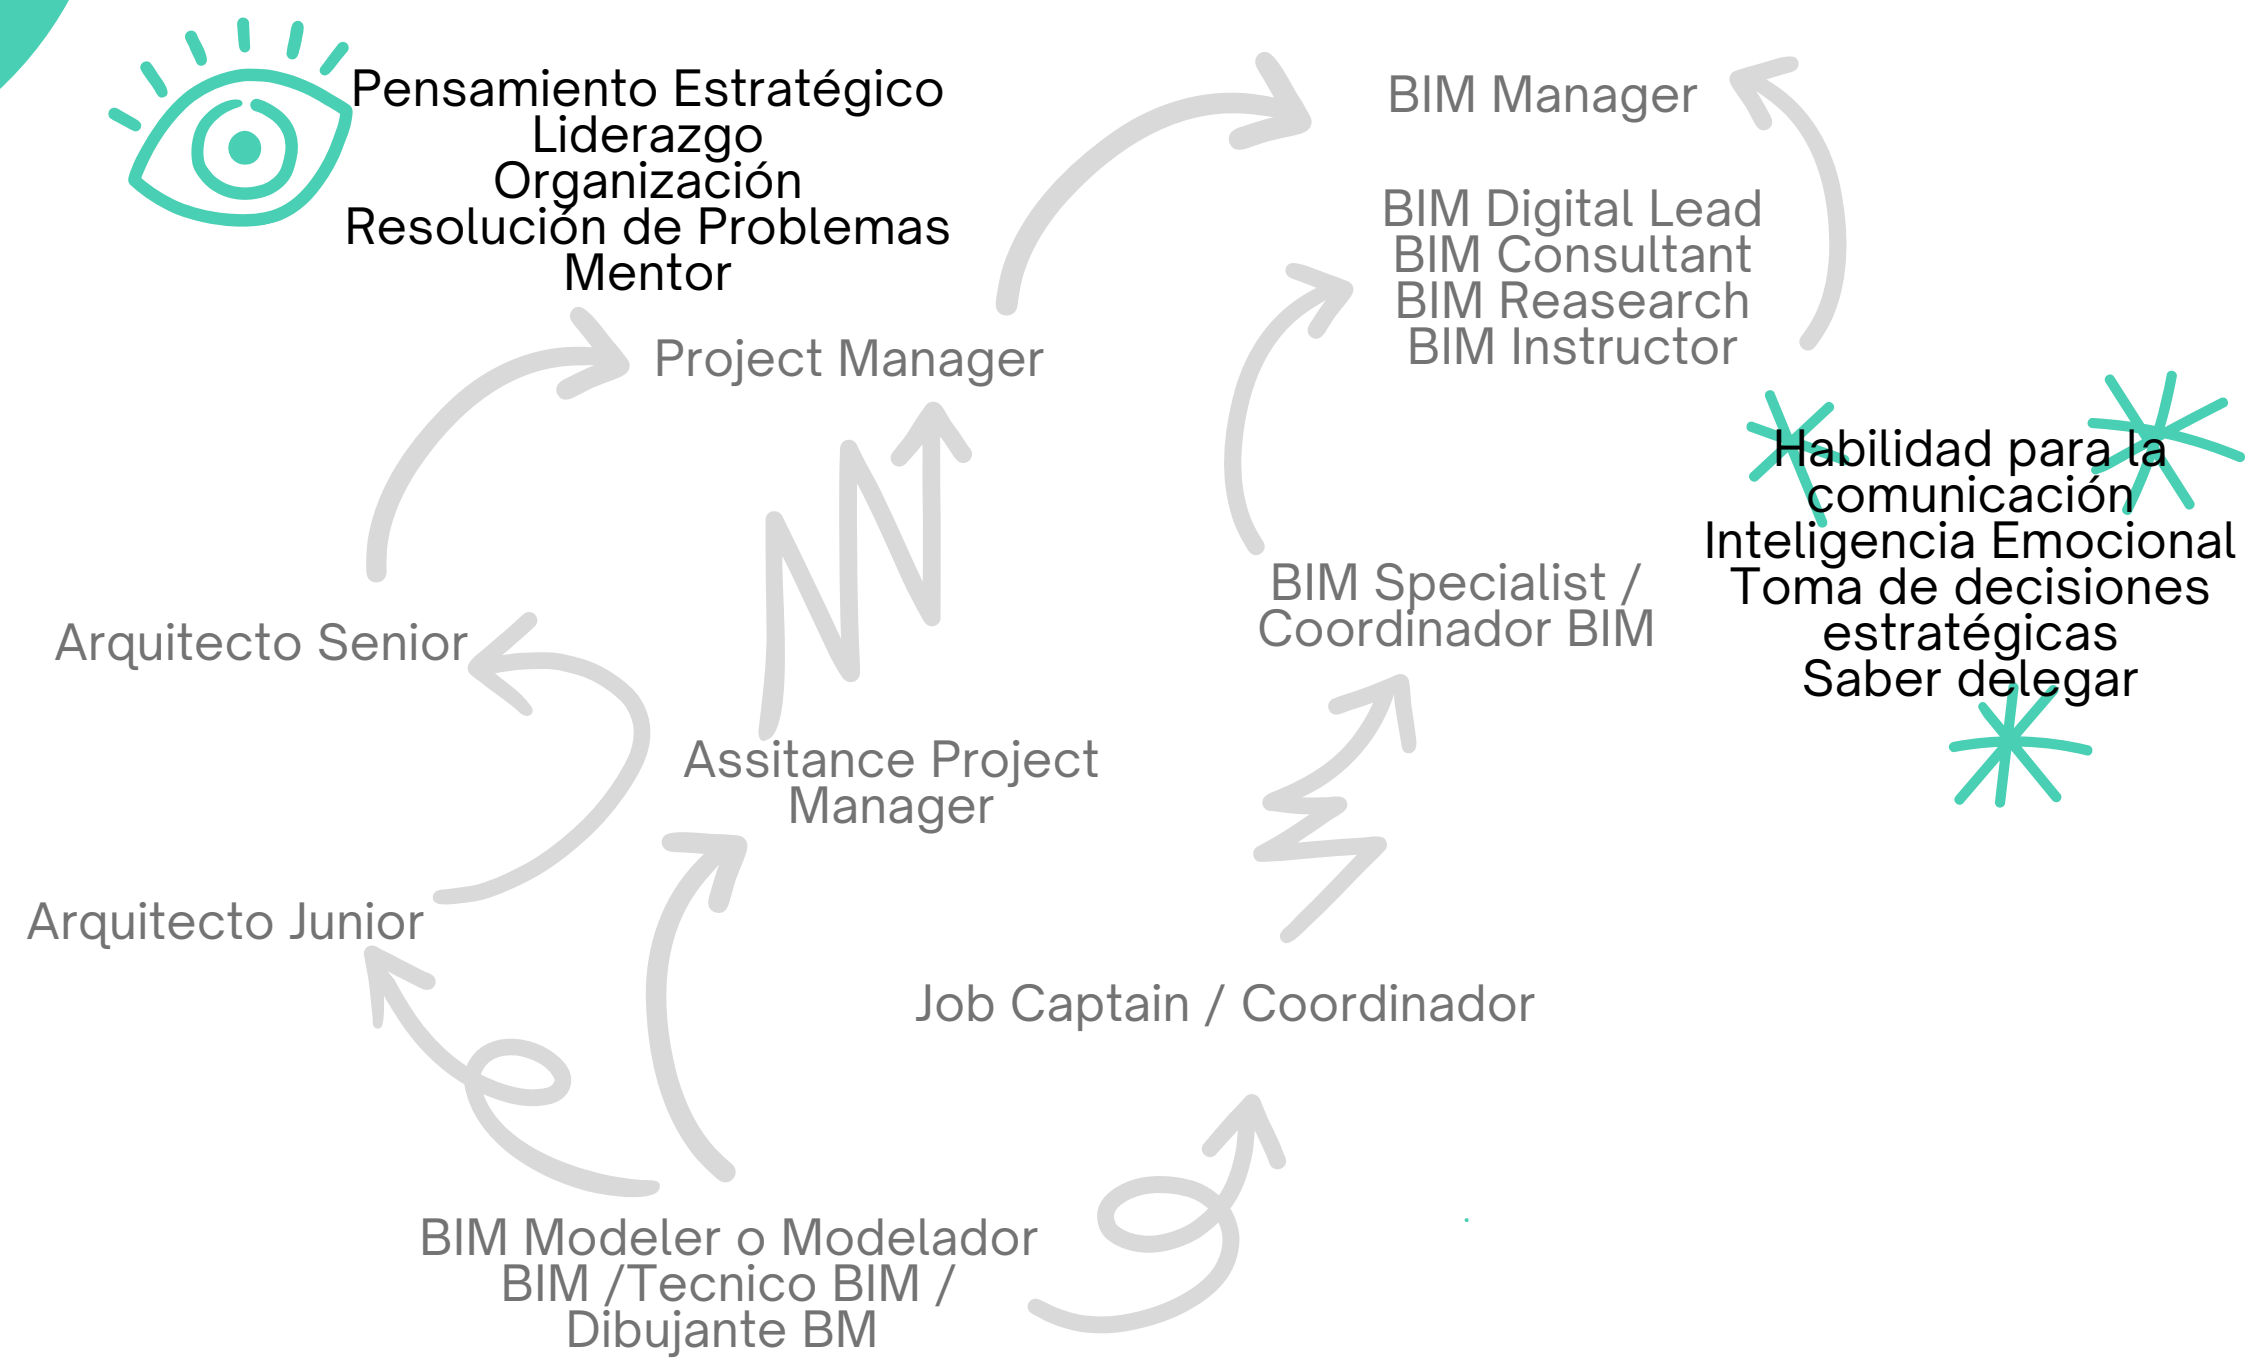 Pensamiento Estratégico
Liderazgo
Organización
Resolución de Problemas
Mentor
BIM Manager
BIM Digital Lead
BIM Consultant
BIM Reasearch
BIM Instructor
Project Manager
Habilidad para la
comunicación
Inteligencia Emocional
Toma de decisiones
estratégicas
Saber delegar
BIM Specialist /
Coordinador BIM
Arquitecto Senior
Assitance Project
Manager
Arquitecto Junior
Job Captain / Coordinador
BIM Modeler o Modelador
BIM /Tecnico BIM /
Dibujante BM